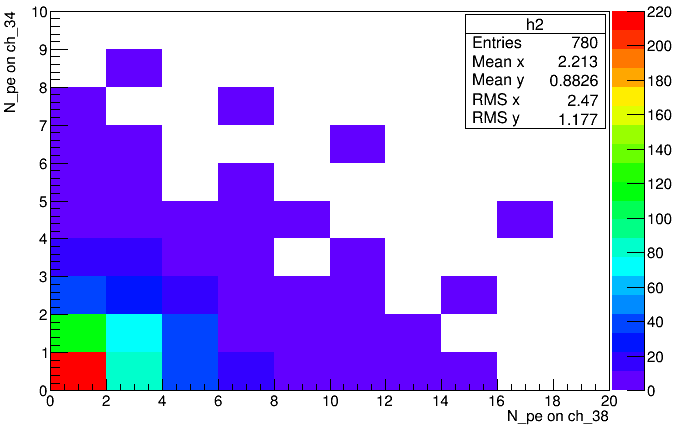 N_pe on ch_34
10
9
8
7
6
5
4
3
2
1
0
h2
Entries 780
Mean x 2.213
Mean y 0.8826
RMS x 2.47
RMS y 1.177
220
200
180
160
140
120
100
80
60
40
20
0
0 2 4 6 8 10 12 14 16 18 20
N_pe on ch_38